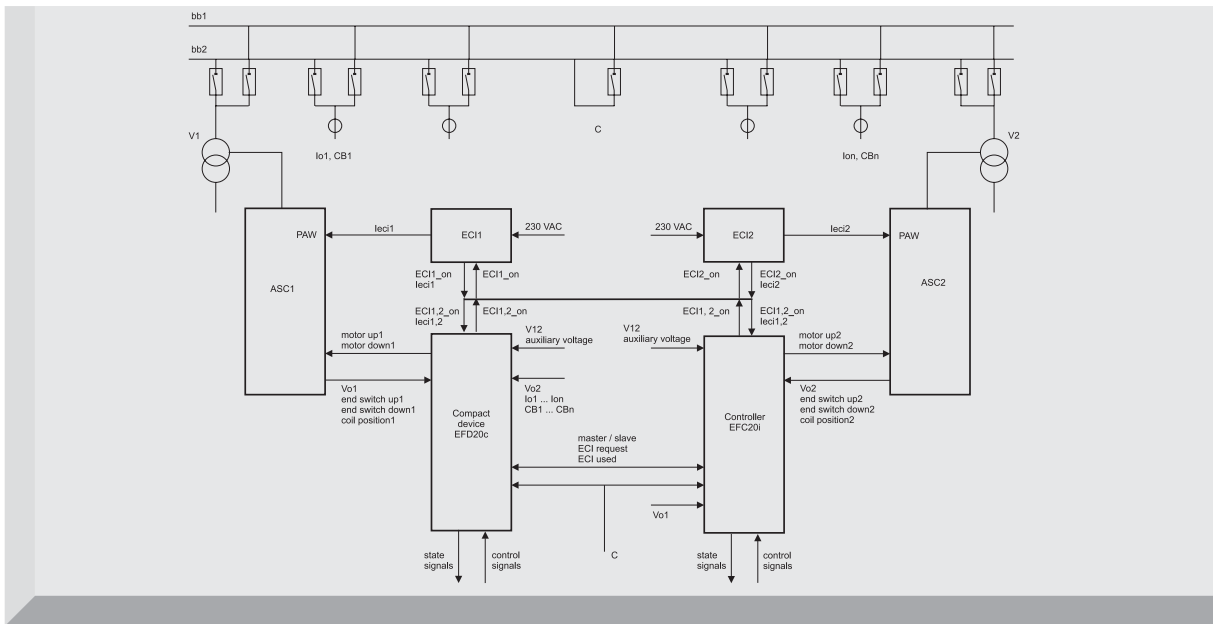 bb1
bb2
V1
V2
C
Io1, CB1
Ion, CBn
PAW
Ieci1
ECI1
230 VAC
230 VAC
ECI2
Ieci2
PAW
ASC1
ASC2
ECI1_on
Ieci1
ECI1_on
ECI2_on
ECI2_on
Ieci2
ECI1,2_on
Ieci1,2
ECI1,2_on
ECI1, 2_on
ECI1,2_on
Ieci1,2
motor up1
motor down1
V12
auxiliary voltage
V12
auxiliary voltage
motor up2
motor down2
Vo1
end switch up1
end switch down1
coil position1
Compact
device
EFD20c
Vo2
Io1 ... Ion
CB1 ... CBn
Controller
EFC20i
Vo2
end switch up2
end switch down2
coil position2
master / slave
ECI request
ECI used
Vo1
C
state
signals
control
signals
state
signals
control
signals